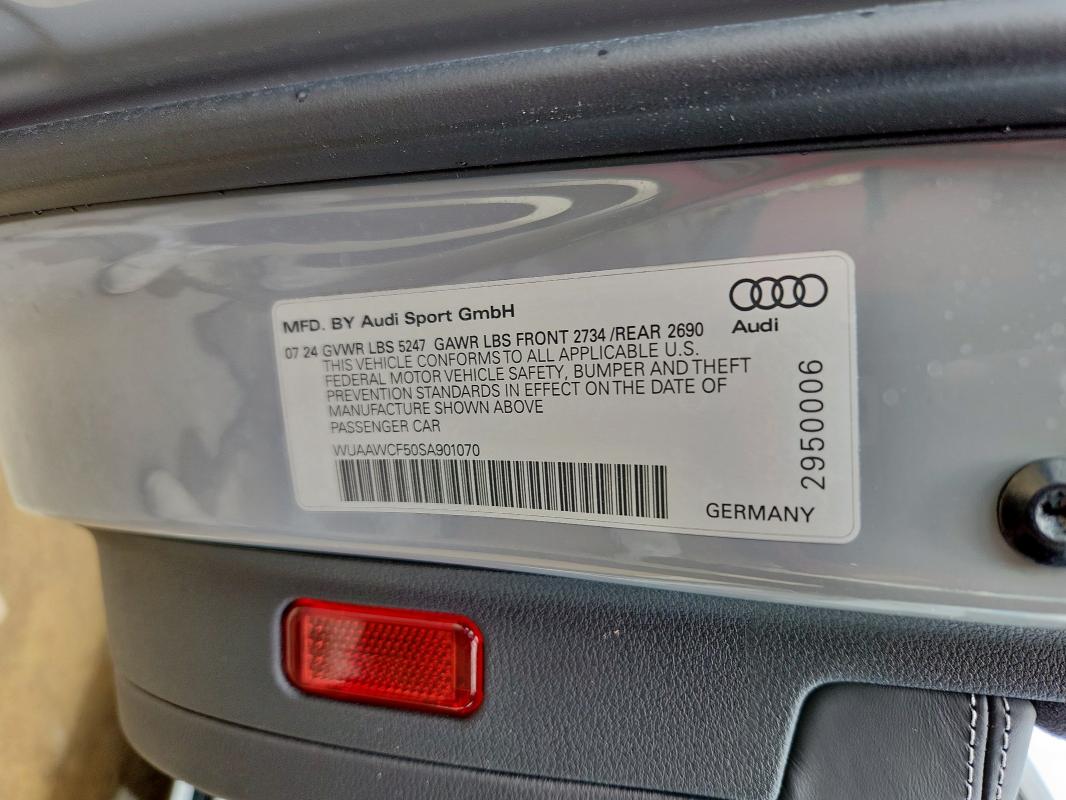 MFD. BY Audi Sport GmbH
Audi
07 24 GVWR LBS 5247 GAWR LBS FRONT 2734 /REAR 2690
THIS VEHICLE CONFORMS TO ALL APPLICABLE U.S.
FEDERAL MOTOR VEHICLE SAFETY, BUMPER AND THEFT
PREVENTION STANDARDS IN EFFECT ON THE DATE OF
MANUFACTURE SHOWN ABOVE
PASSENGER CAR
WUAAWCF50SA901070
GERMANY
29500006